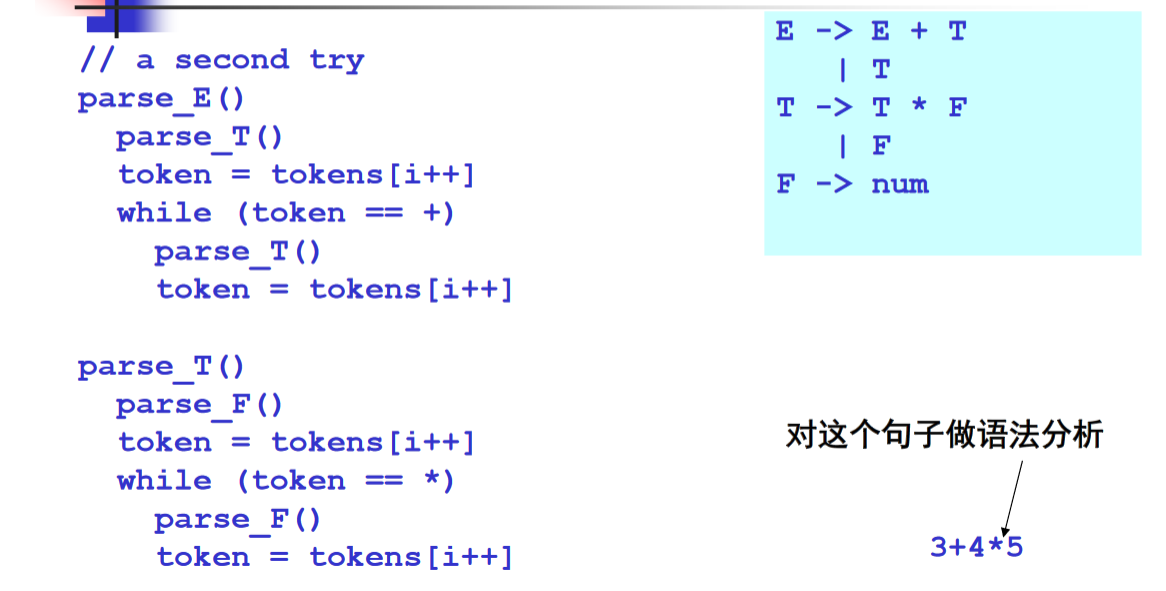 // a second try
parse_E()
parse_T()
token = tokens[i++]
while (token == +)
parse_T()
token = tokens[i++]
parse_T()
parse_F()
token = tokens[i++]
while (token == *)
parse_F()
token = tokens[i++]
E -> E + T
| T
T -> T * F
| F
F -> num
对这个句子做语法分析
3+4*5